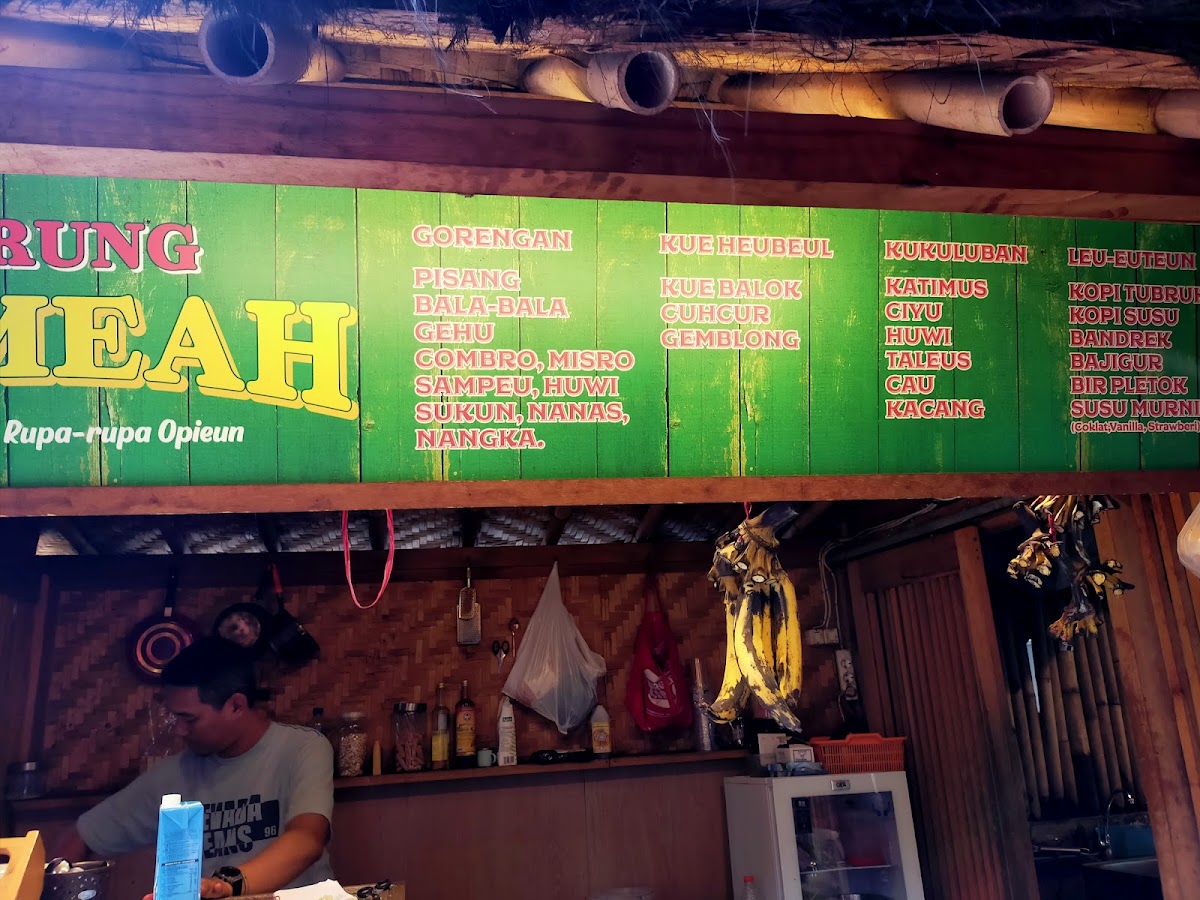 RUNG
MEAH
Rupa-rupa Opieun
GORENGAN
PISANG
BALA-BALA
GEHU
COMBRO, MISRO
SAMPEU, HUWI
SUKUN, NANAS,
NANGKA.
KUE HEUBEUL
KUE BALOK
CUHCUR
GEMBLONG
KUKULUBAN
KATIMUS
CIYU
HUWI
TALEUS
CAU
KACANG
LEU-EUTEUN
KOPI TUBRUK
KOPI SUSU
BANDREK
BAJIGUR
BIR PLETOK
SUSU MURNI
(Coklat,Vanilla, Strawberi)
96